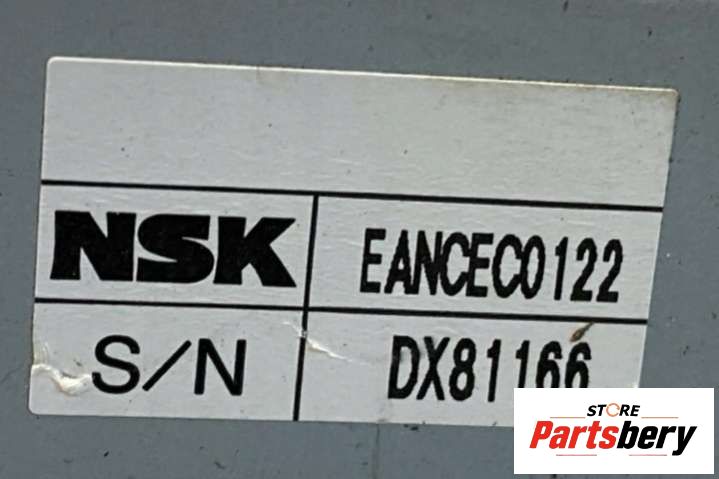 NSK EANCEC0122
S/N DX81166
STORE
Partsbery